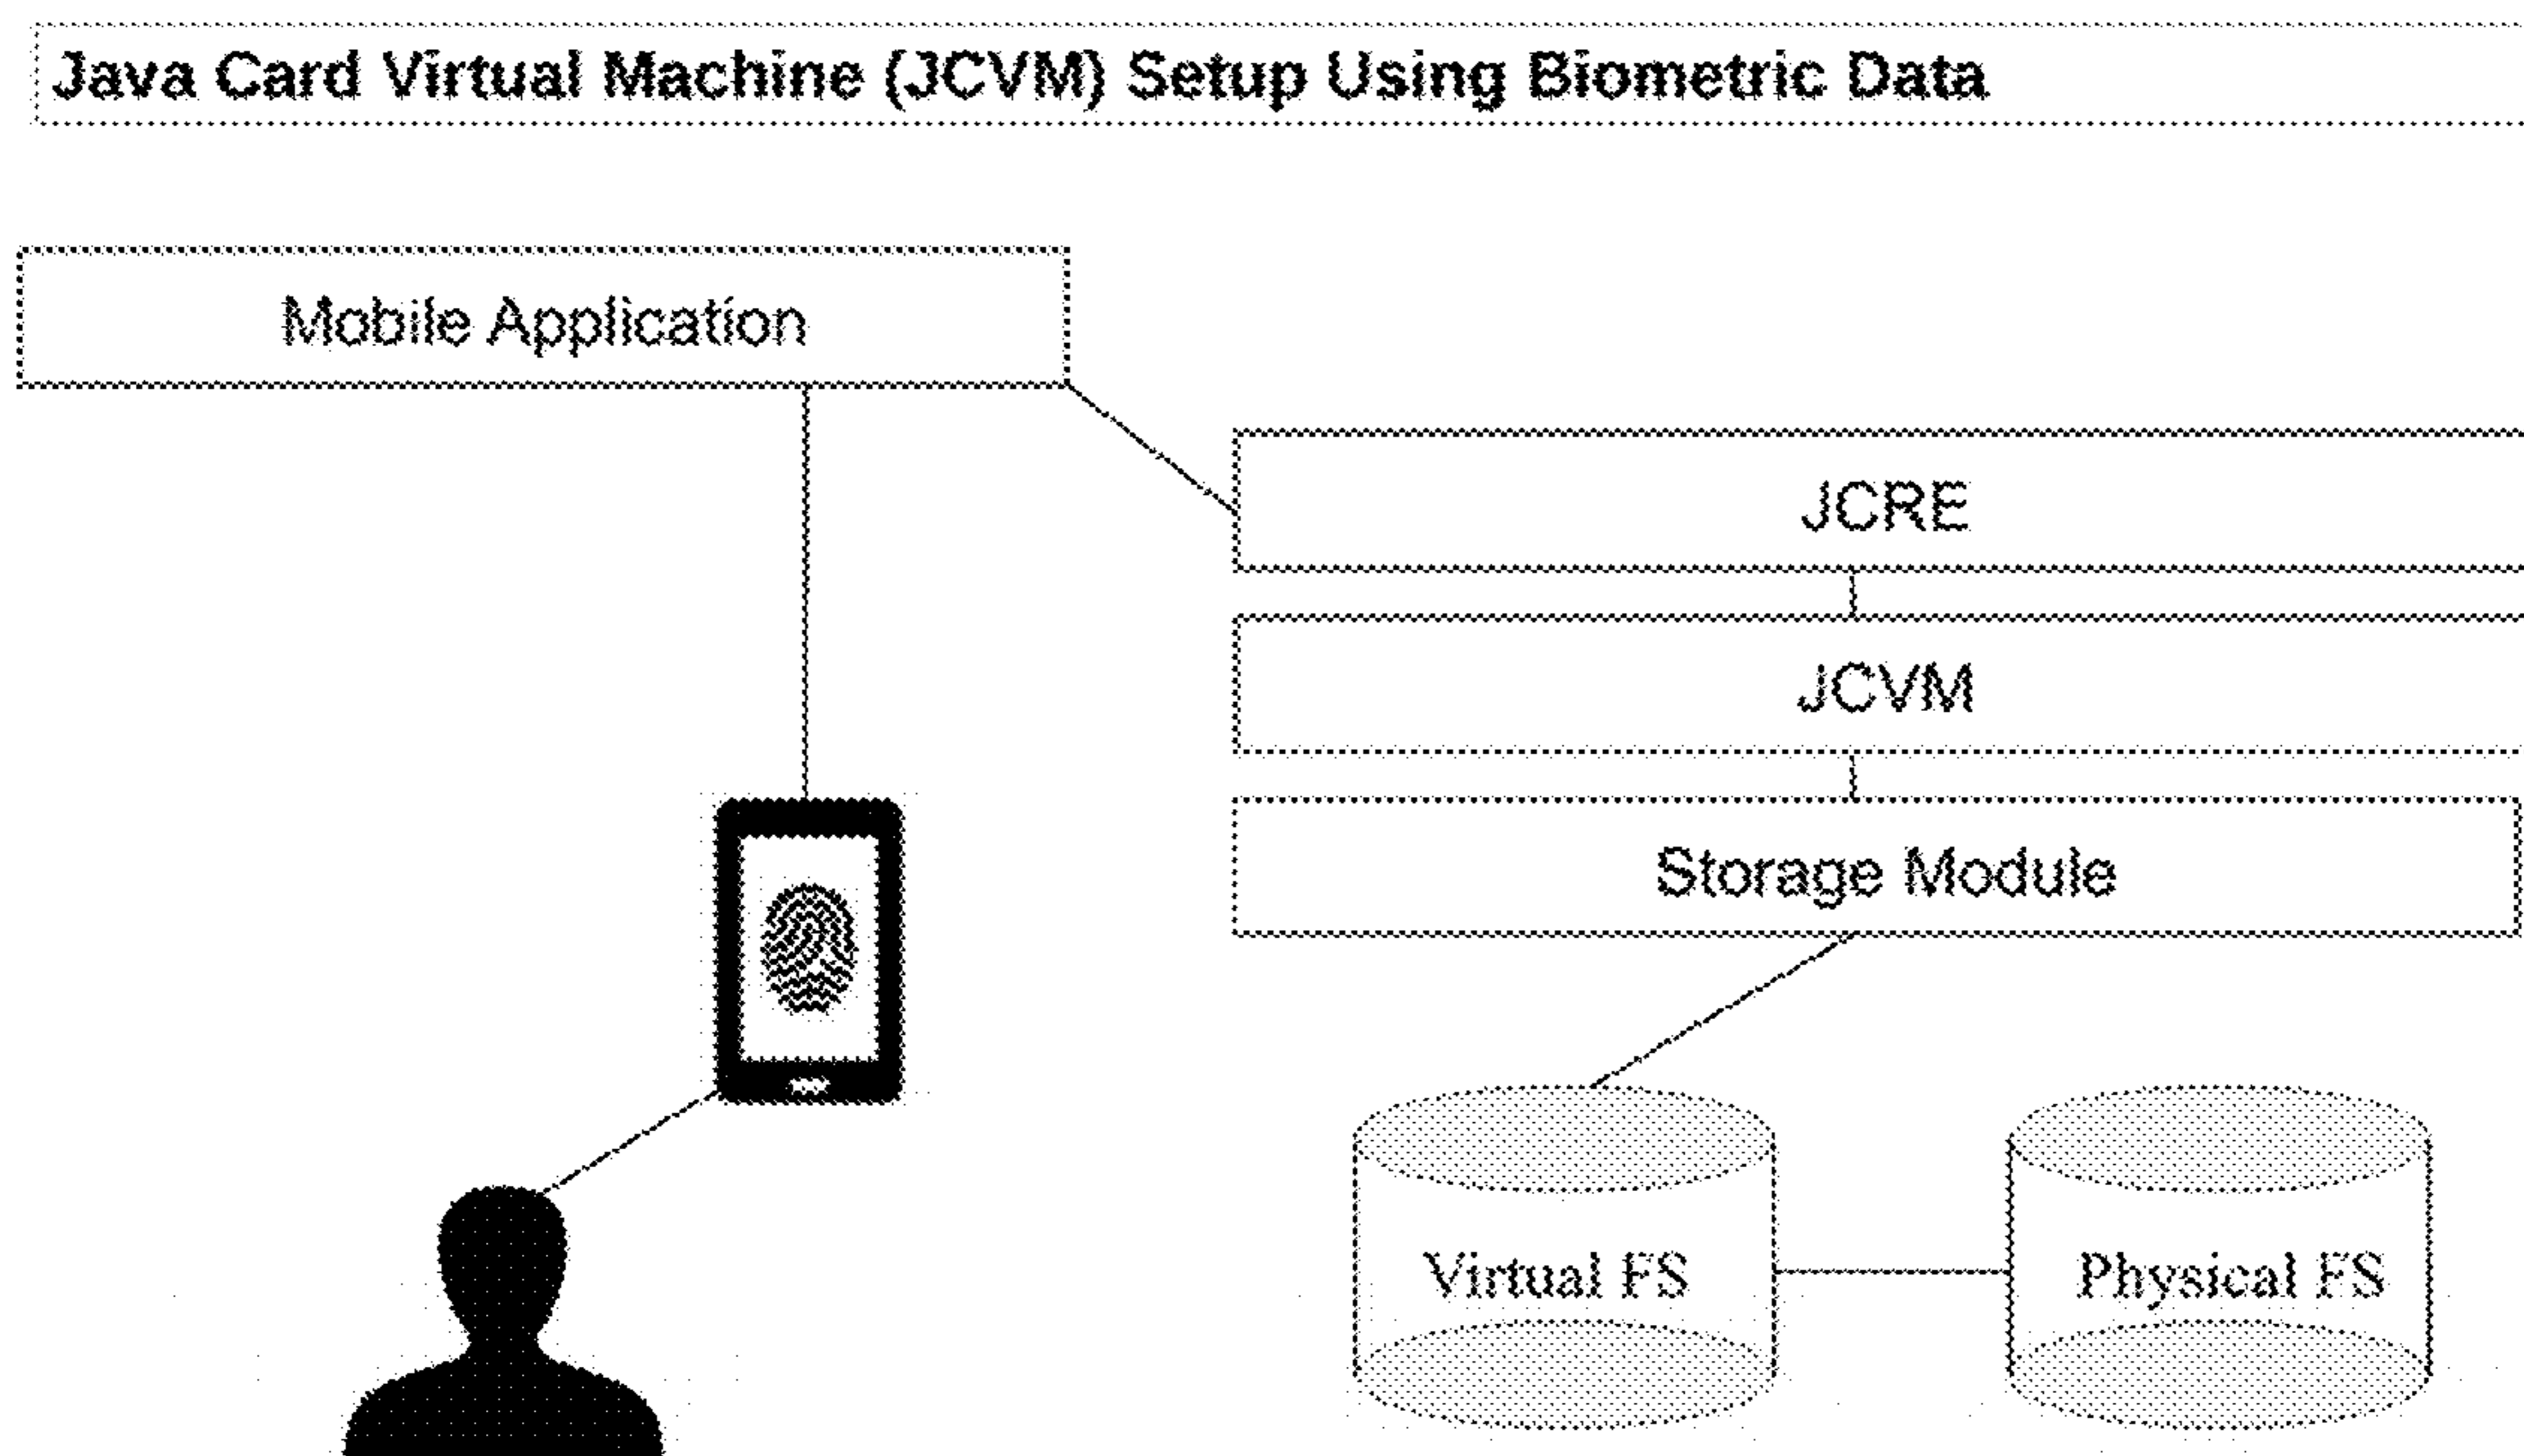 Java Card Virtual Machine (JCVM) Setup Using Biometric Data
Mobile Application
JCRE
JCVM
Storage Module
Virtual FS
Physical FS